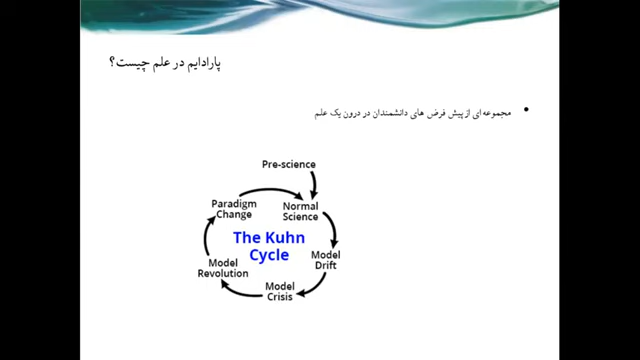 پارادایم در علم چیست؟
• مجموعه ای از پیش فرض های دانشمندان در درون یک علم
Pre-science
Normal
Science
Model
Drift
Model
Crisis
Model
Revolution
Paradigm
Change
The Kuhn
Cycle